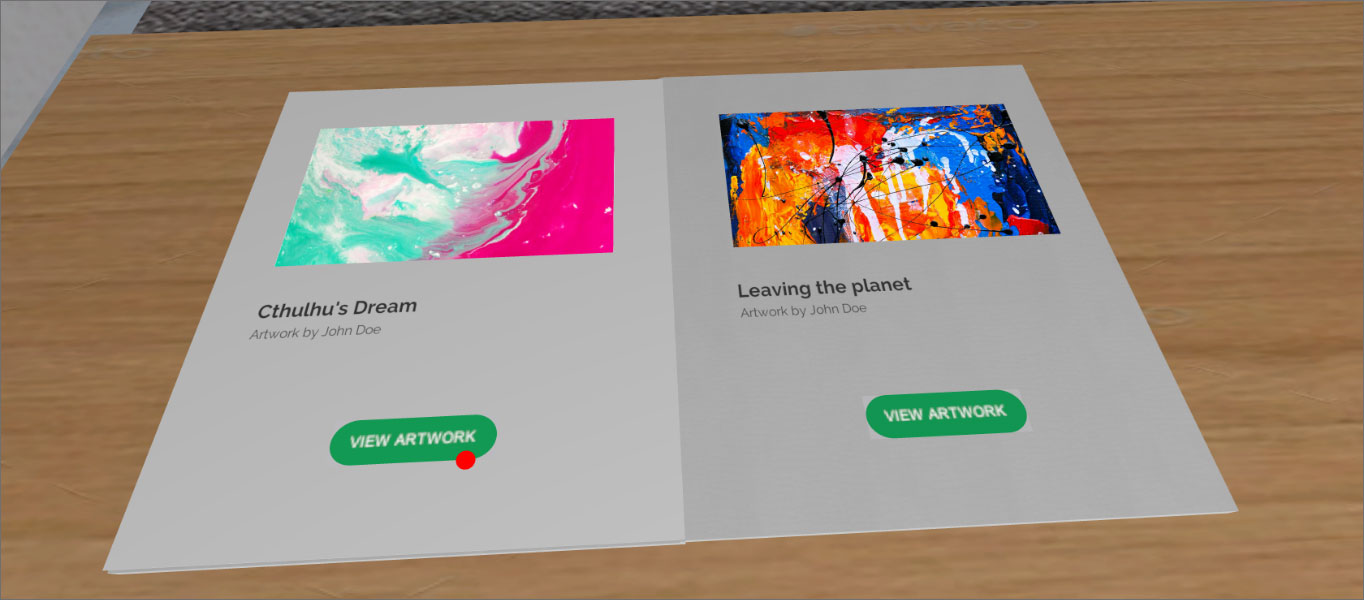 Cthulhu's Dream
Artwork by John Doe
VIEW ARTWORK
Leaving the planet
Artwork by John Doe
VIEW ARTWORK